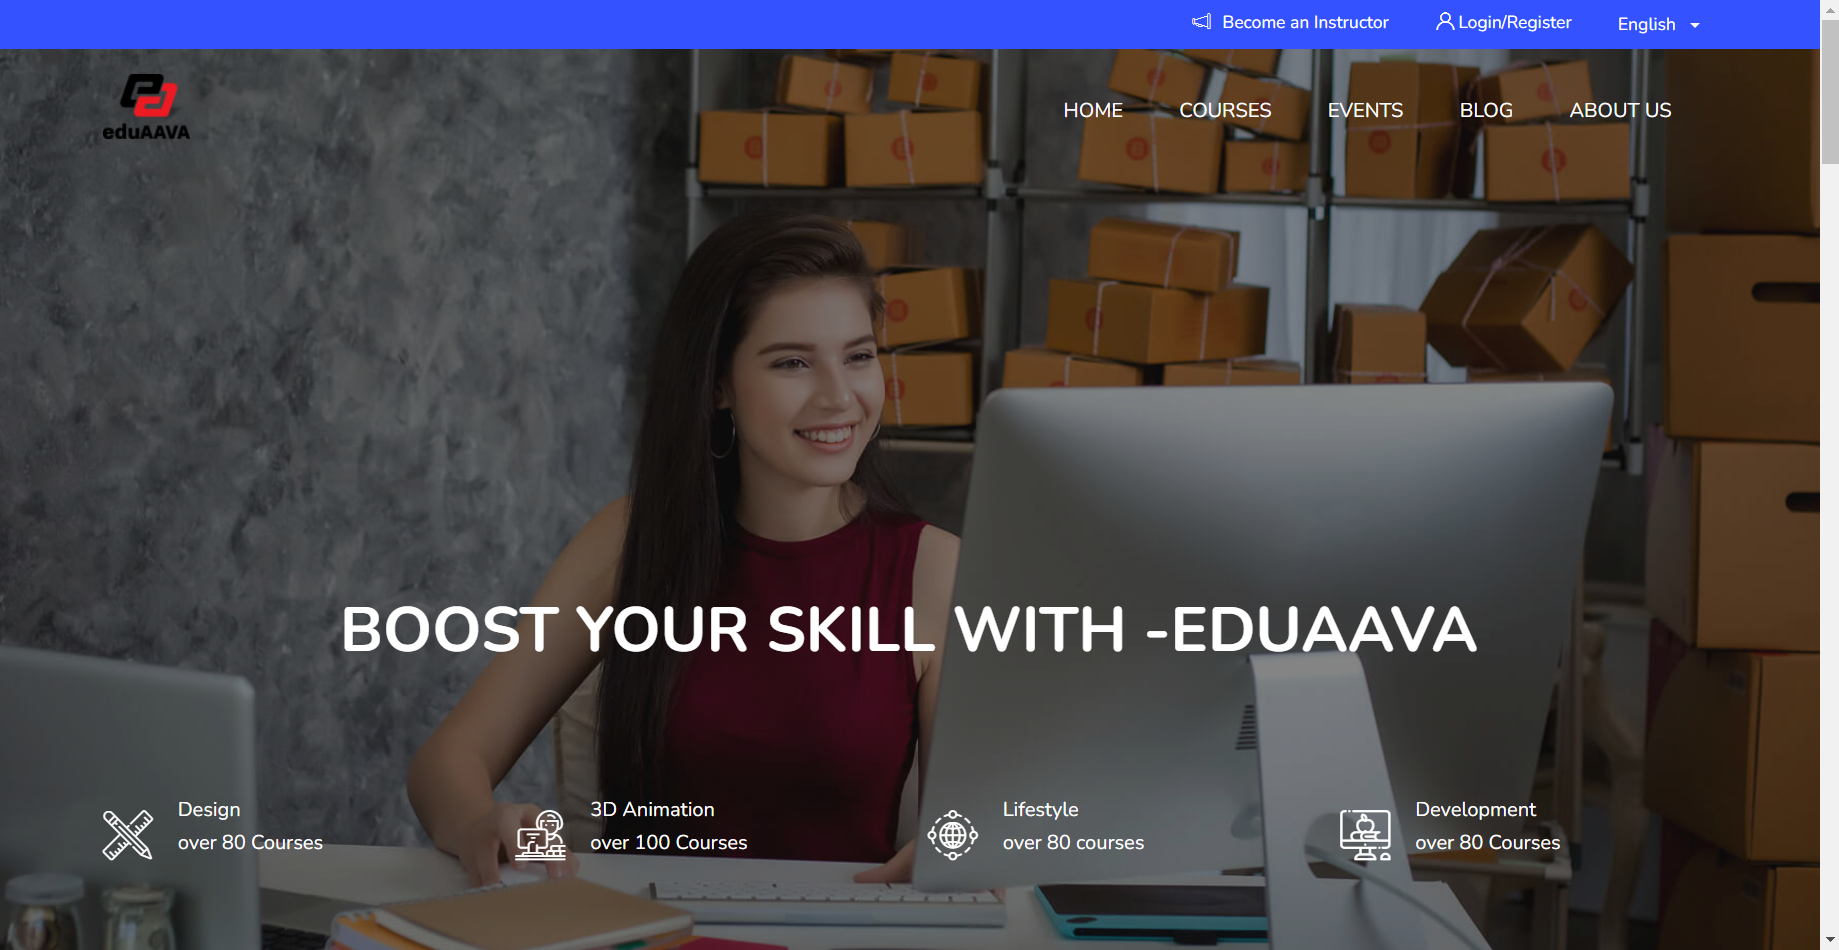 Become an Instructor
Login/Register
English
eduAAVA
HOME
COURSES
EVENTS
BLOG
ABOUT US
BOOST YOUR SKILL WITH -EDUAAVA
Design
over 80 Courses
3D Animation
over 100 Courses
Lifestyle
over 80 courses
Development
over 80 Courses